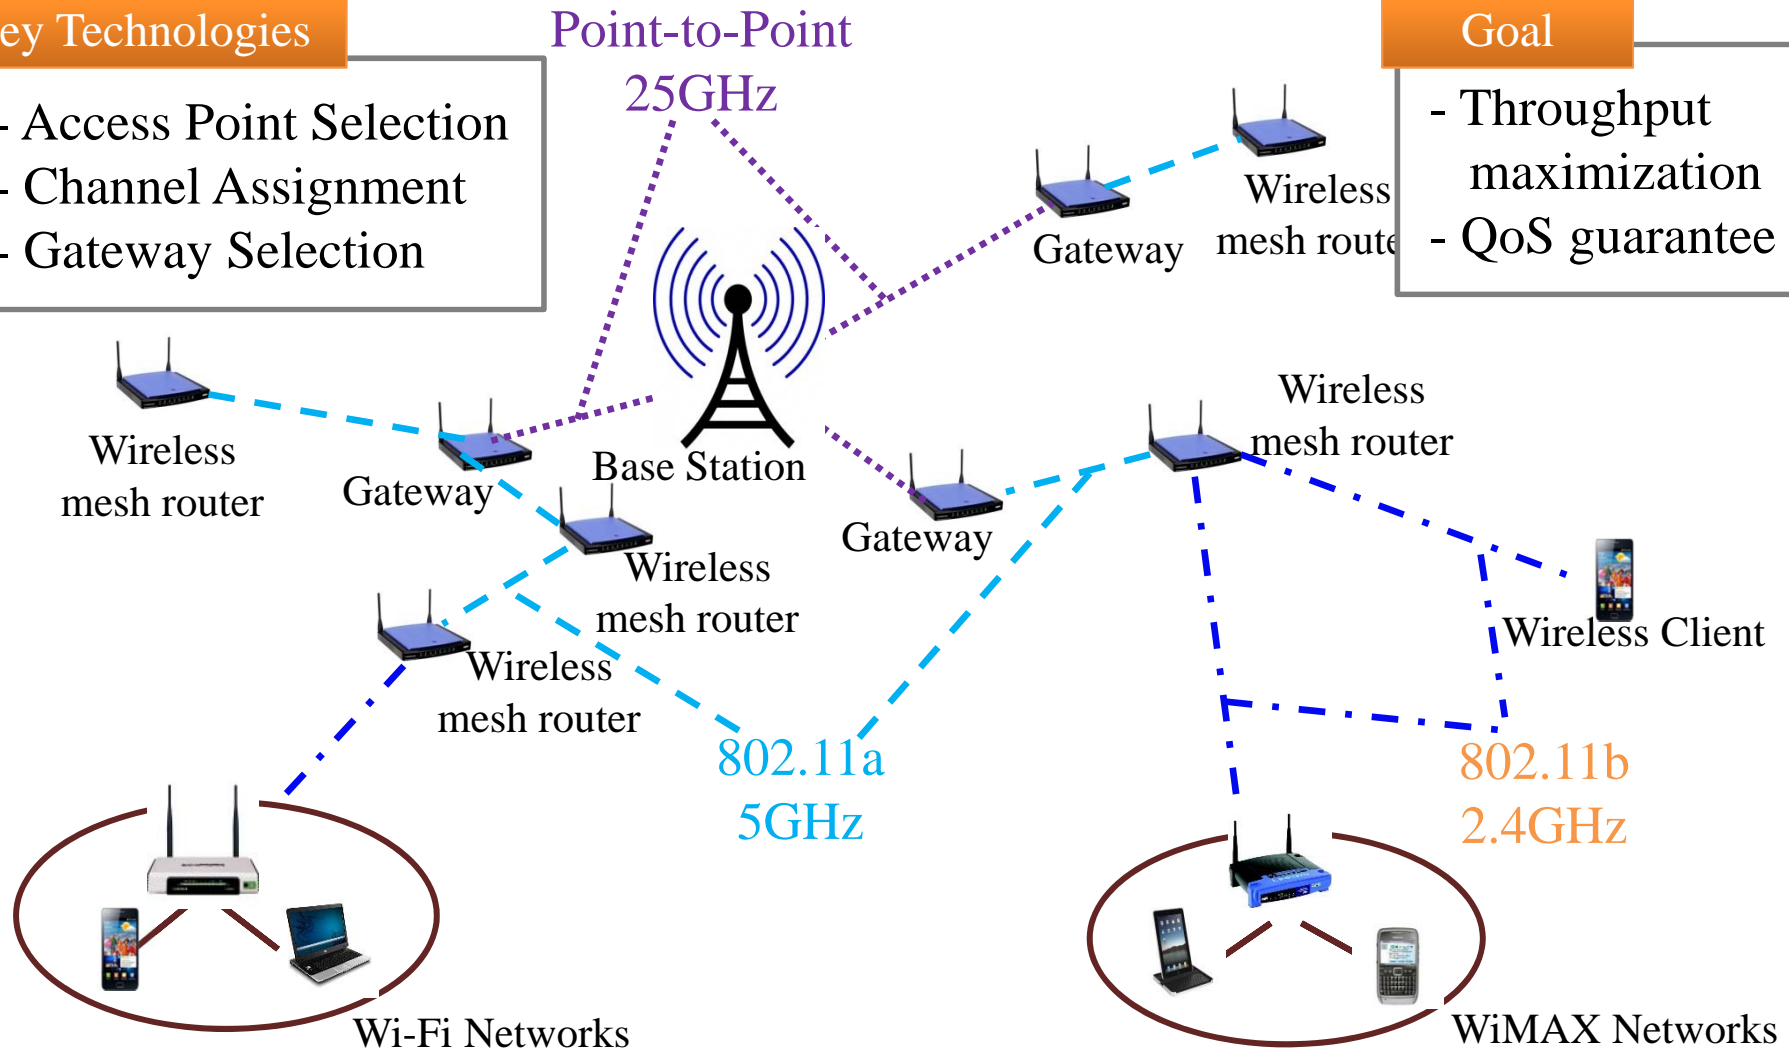 ey Technologies
- Access Point Selection
- Channel Assignment
- Gateway Selection
Point-to-Point
25GHz
Goal
- Throughput
maximization
- QoS guarantee
Gateway
Wireless
mesh route
Wireless
mesh router
Gateway
Base Station
Wireless
mesh router
Gateway
Wireless
mesh router
Wireless
mesh router
Wireless Client
802.11a
5GHz
802.11b
2.4GHz
Wi-Fi Networks
WiMAX Networks